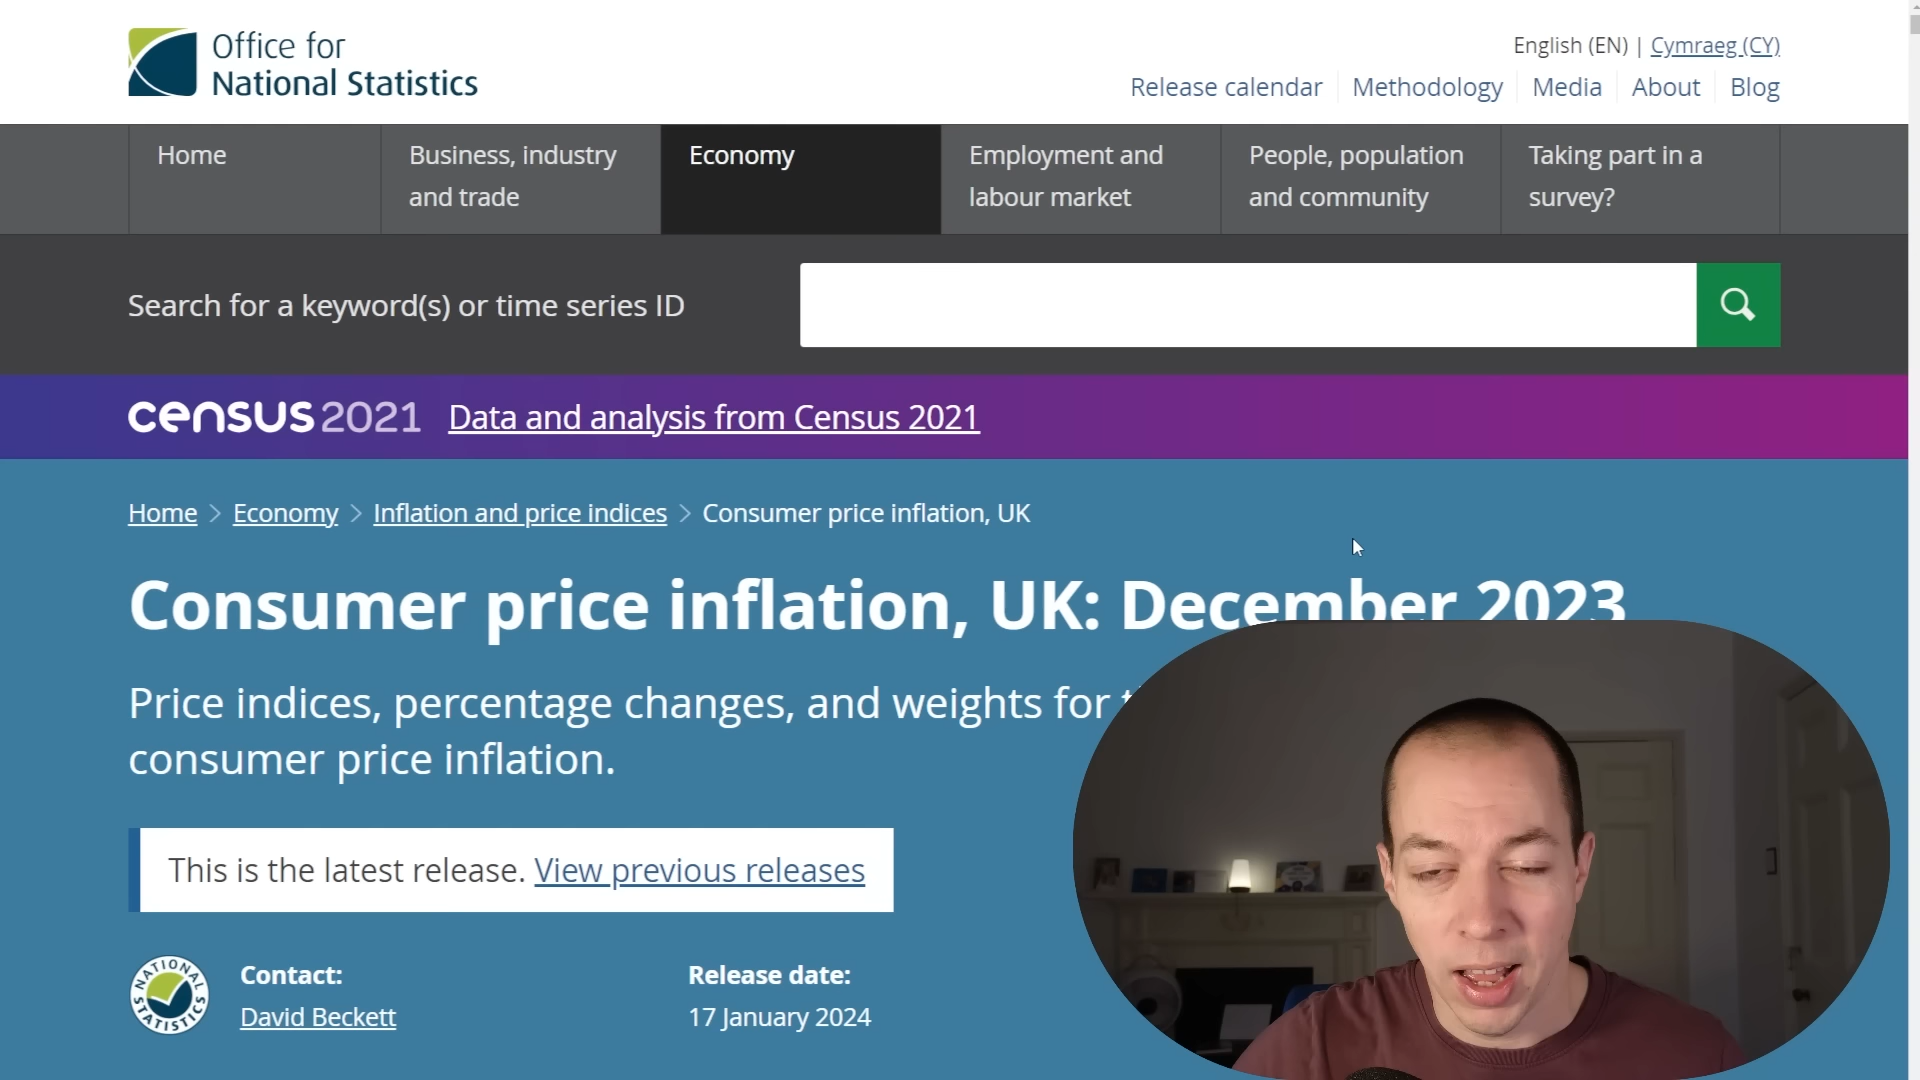 Office for
National Statistics
English (EN) | Cymraeg (CY)
Release calendar Methodology Media About Blog
Home
Business, industry
and trade
Economy
Employment and
labour market
People, population
and community
Taking part in a
survey?
Search for a keyword(s) or time series ID
census 2021 Data and analysis from Census 2021
Home > Economy > Inflation and price indices > Consumer price inflation, UK
Consumer price inflation, UK: December 2023
Price indices, percentage changes, and weights for
consumer price inflation.
This is the latest release. View previous releases
NATIONAL
STATISTICS
Contact:
David Beckett
Release date:
17 January 2024